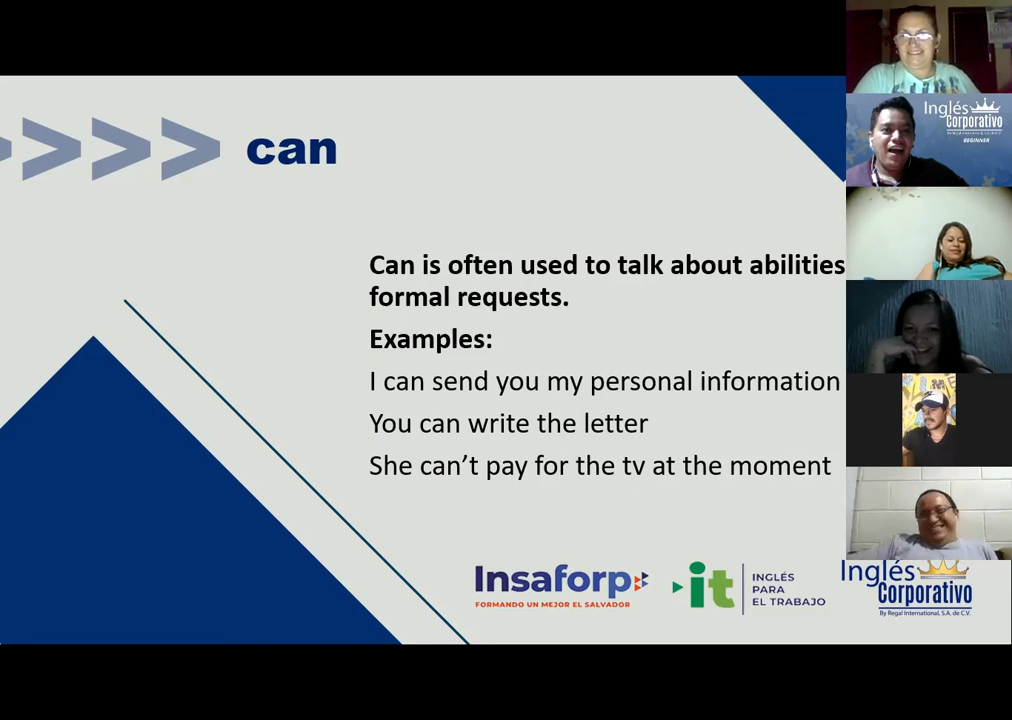 >>>> can
Can is often used to talk about abilities
formal requests.
Examples:
I can send you my personal information
You can write the letter
She can’t pay for the tv at the moment
Insaforp
FORMANDO UN MEJOR EL SALVADOR
it
INGLÉS
PARA
EL TRABAJO
Inglés
Corporativo
By Regal International, S.A. de C.V.
Inglés
Corporativo
BEGINNER